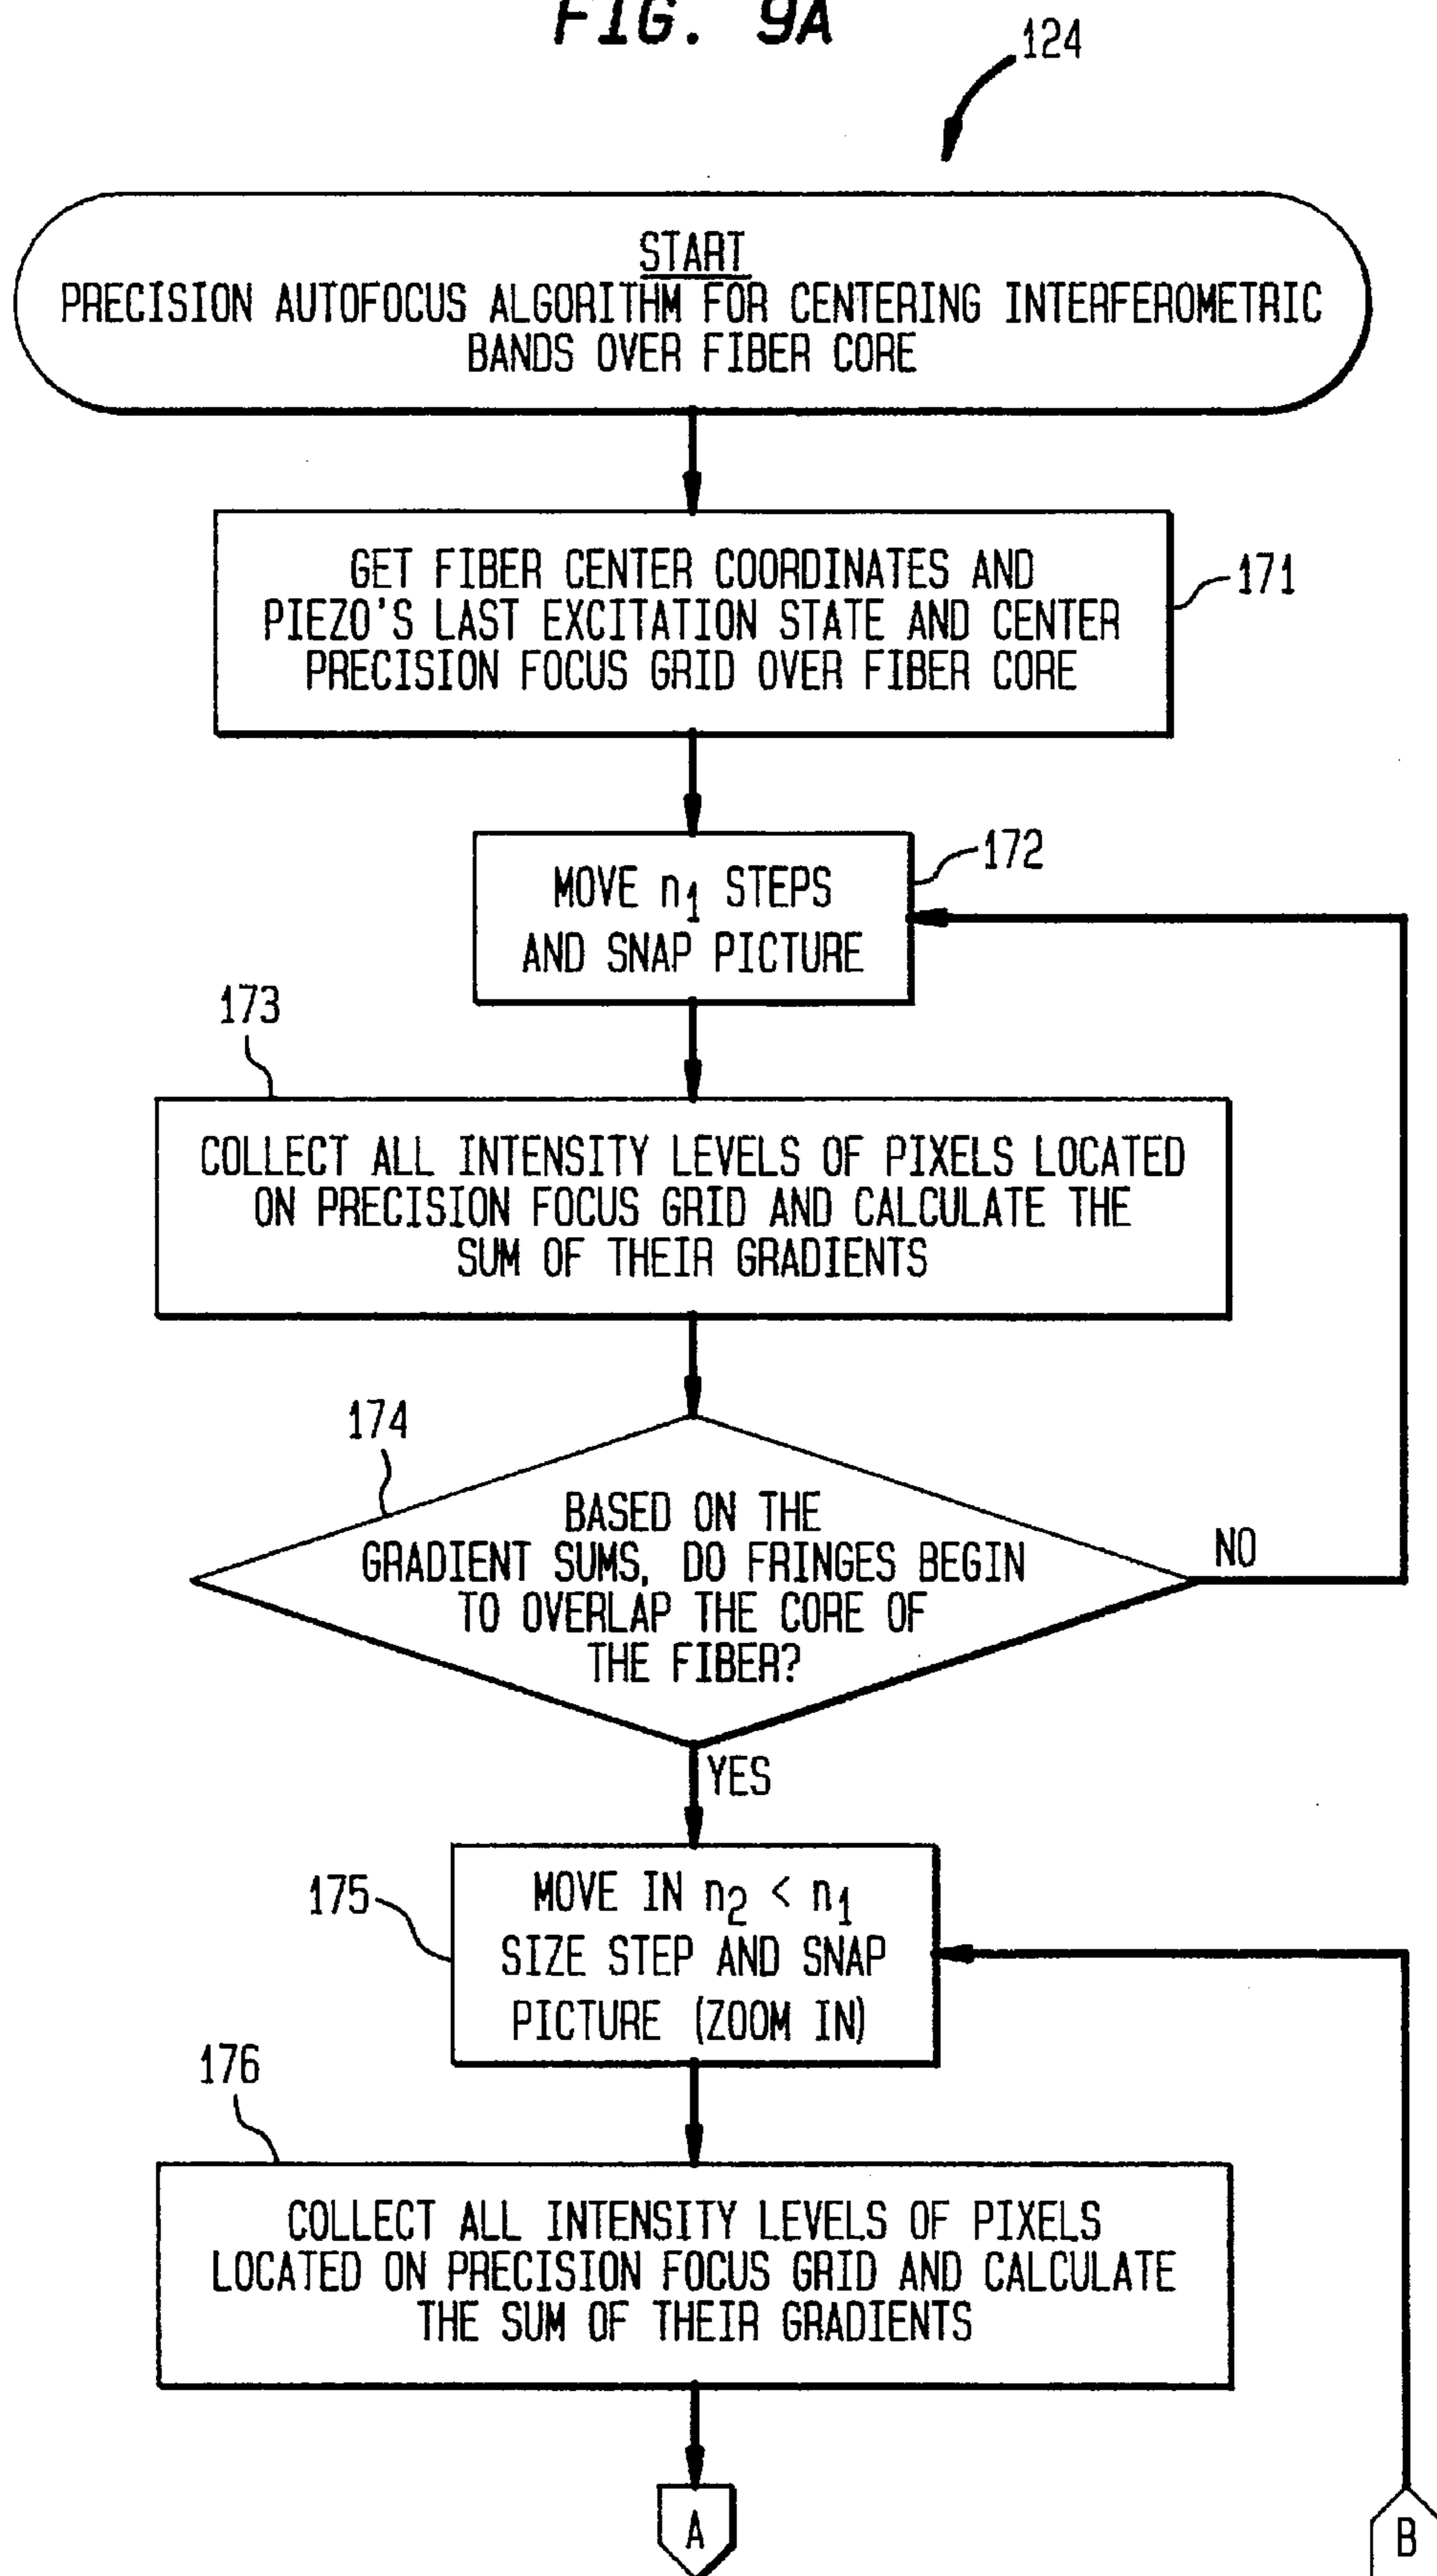 FIG. 9A
124
START
PRECISION AUTOFOCUS ALGORITHM FOR CENTERING INTERFEROMETRIC
BANDS OVER FIBER CORE
GET FIBER CENTER COORDINATES AND
PIEZO'S LAST EXCITATION STATE AND CENTER
PRECISION FOCUS GRID OVER FIBER CORE
171
MOVE n1 STEPS
AND SNAP PICTURE
172
173
COLLECT ALL INTENSITY LEVELS OF PIXELS LOCATED
ON PRECISION FOCUS GRID AND CALCULATE THE
SUM OF THEIR GRADIENTS
174
BASED ON THE
GRADIENT SUMS, DO FRINGES BEGIN
TO OVERLAP THE CORE OF
THE FIBER?
NO
YES
175
MOVE IN n2 < n1
SIZE STEP AND SNAP
PICTURE (ZOOM IN)
176
COLLECT ALL INTENSITY LEVELS OF PIXELS
LOCATED ON PRECISION FOCUS GRID AND CALCULATE
THE SUM OF THEIR GRADIENTS
A
B